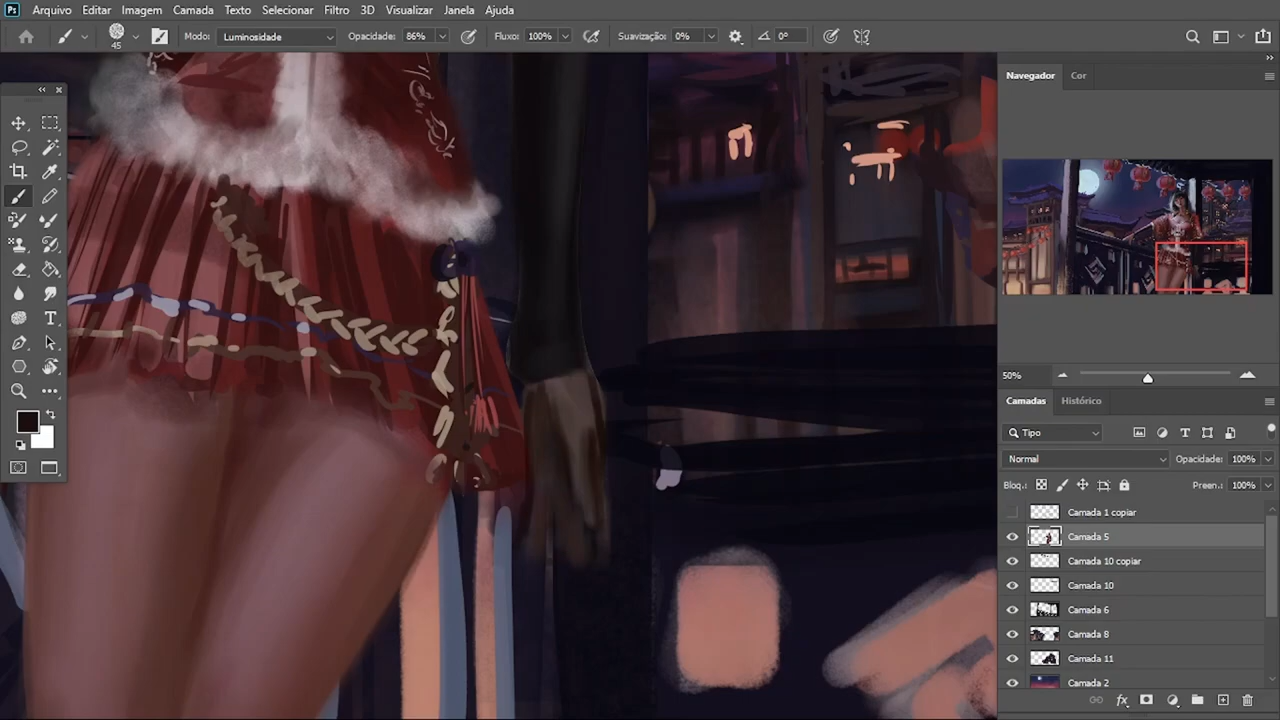 Ps Arquivo Editar Imagem Camada Texto Selecionar Filtro 3D Visualizar Janela Ajuda
45 Modo: Luminosidade Opacidade: 86% Fluxo: 100% Suavização: 0% 0°
Navegador Cor
50%
Camadas Histórico
Tipo
Normal Opacidade: 100%
Bloq.: Preen.: 100%
Camada 1 copiar
Camada 5
Camada 10 copiar
Camada 10
Camada 6
Camada 8
Camada 11
Camada 2